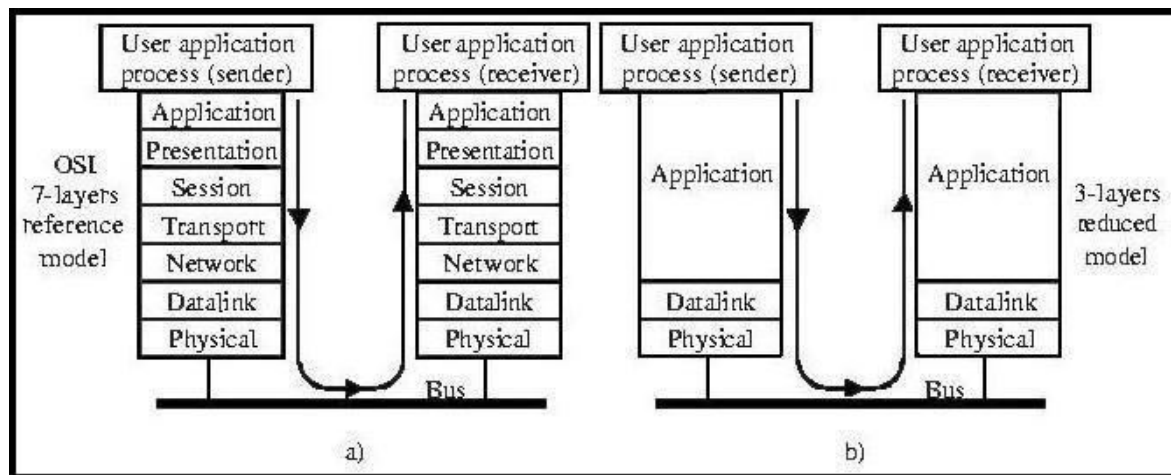 User application
process (sender)
Application
Presentation
Session
Transport
Network
Datalink
Physical
OSI
7-layers
reference
model
User application
process (receiver)
Application
Presentation
Session
Transport
Network
Datalink
Physical
Bus
a)
User application
process (sender)
Application
Datalink
Physical
User application
process (receiver)
Application
Datalink
Physical
3-layers
reduced
model
Bus
b)